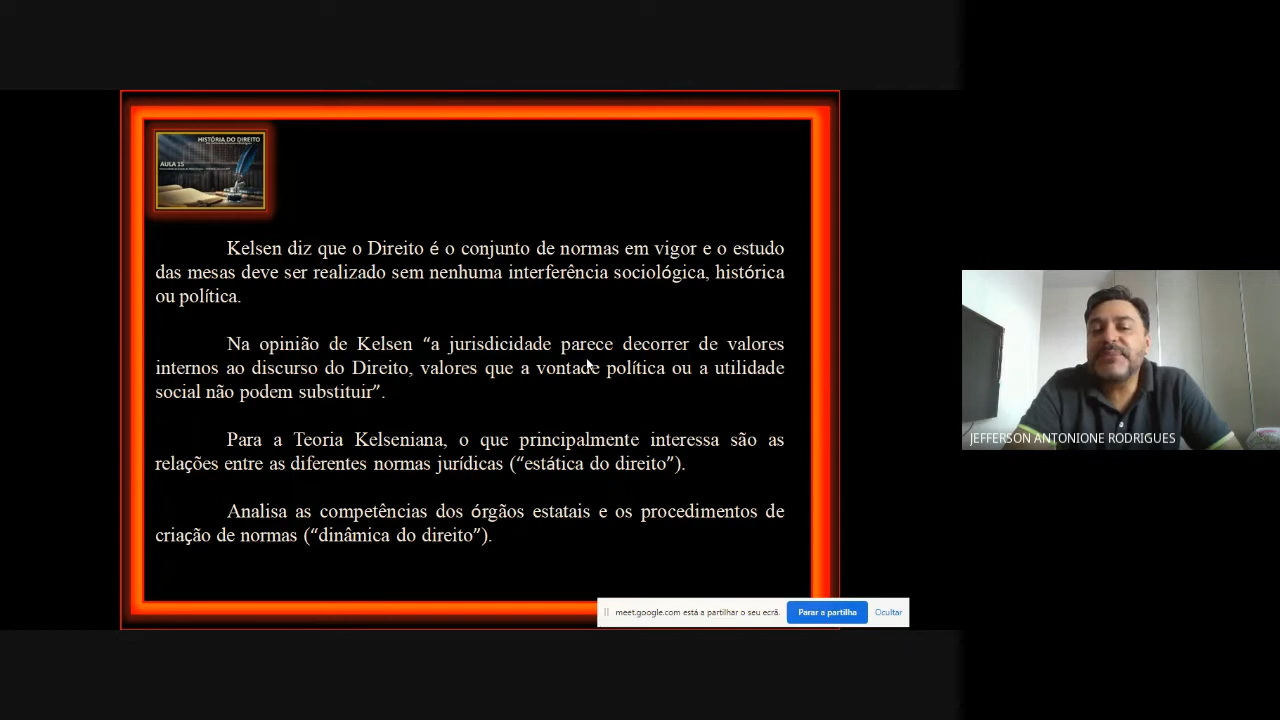 HISTÓRIA DO DIREITO
AULA 15
Kelsen diz que o Direito é o conjunto de normas em vigor e o estudo
das mesas deve ser realizado sem nenhuma interferência sociológica, histórica
ou política.
Na opinião de Kelsen “a jurisdicidade parece decorrer de valores
internos ao discurso do Direito, valores que a vontade política ou a utilidade
social não podem substituir”.
Para a Teoria Kelseniana, o que principalmente interessa são as
relações entre as diferentes normas jurídicas (“estática do direito”).
Analisa as competências dos órgãos estatais e os procedimentos de
criação de normas (“dinâmica do direito”).
JEFFERSON ANTONIONE RODRIGUES
meet.google.com está a partilhar o seu ecrã.
Parar a partilha
Ocultar